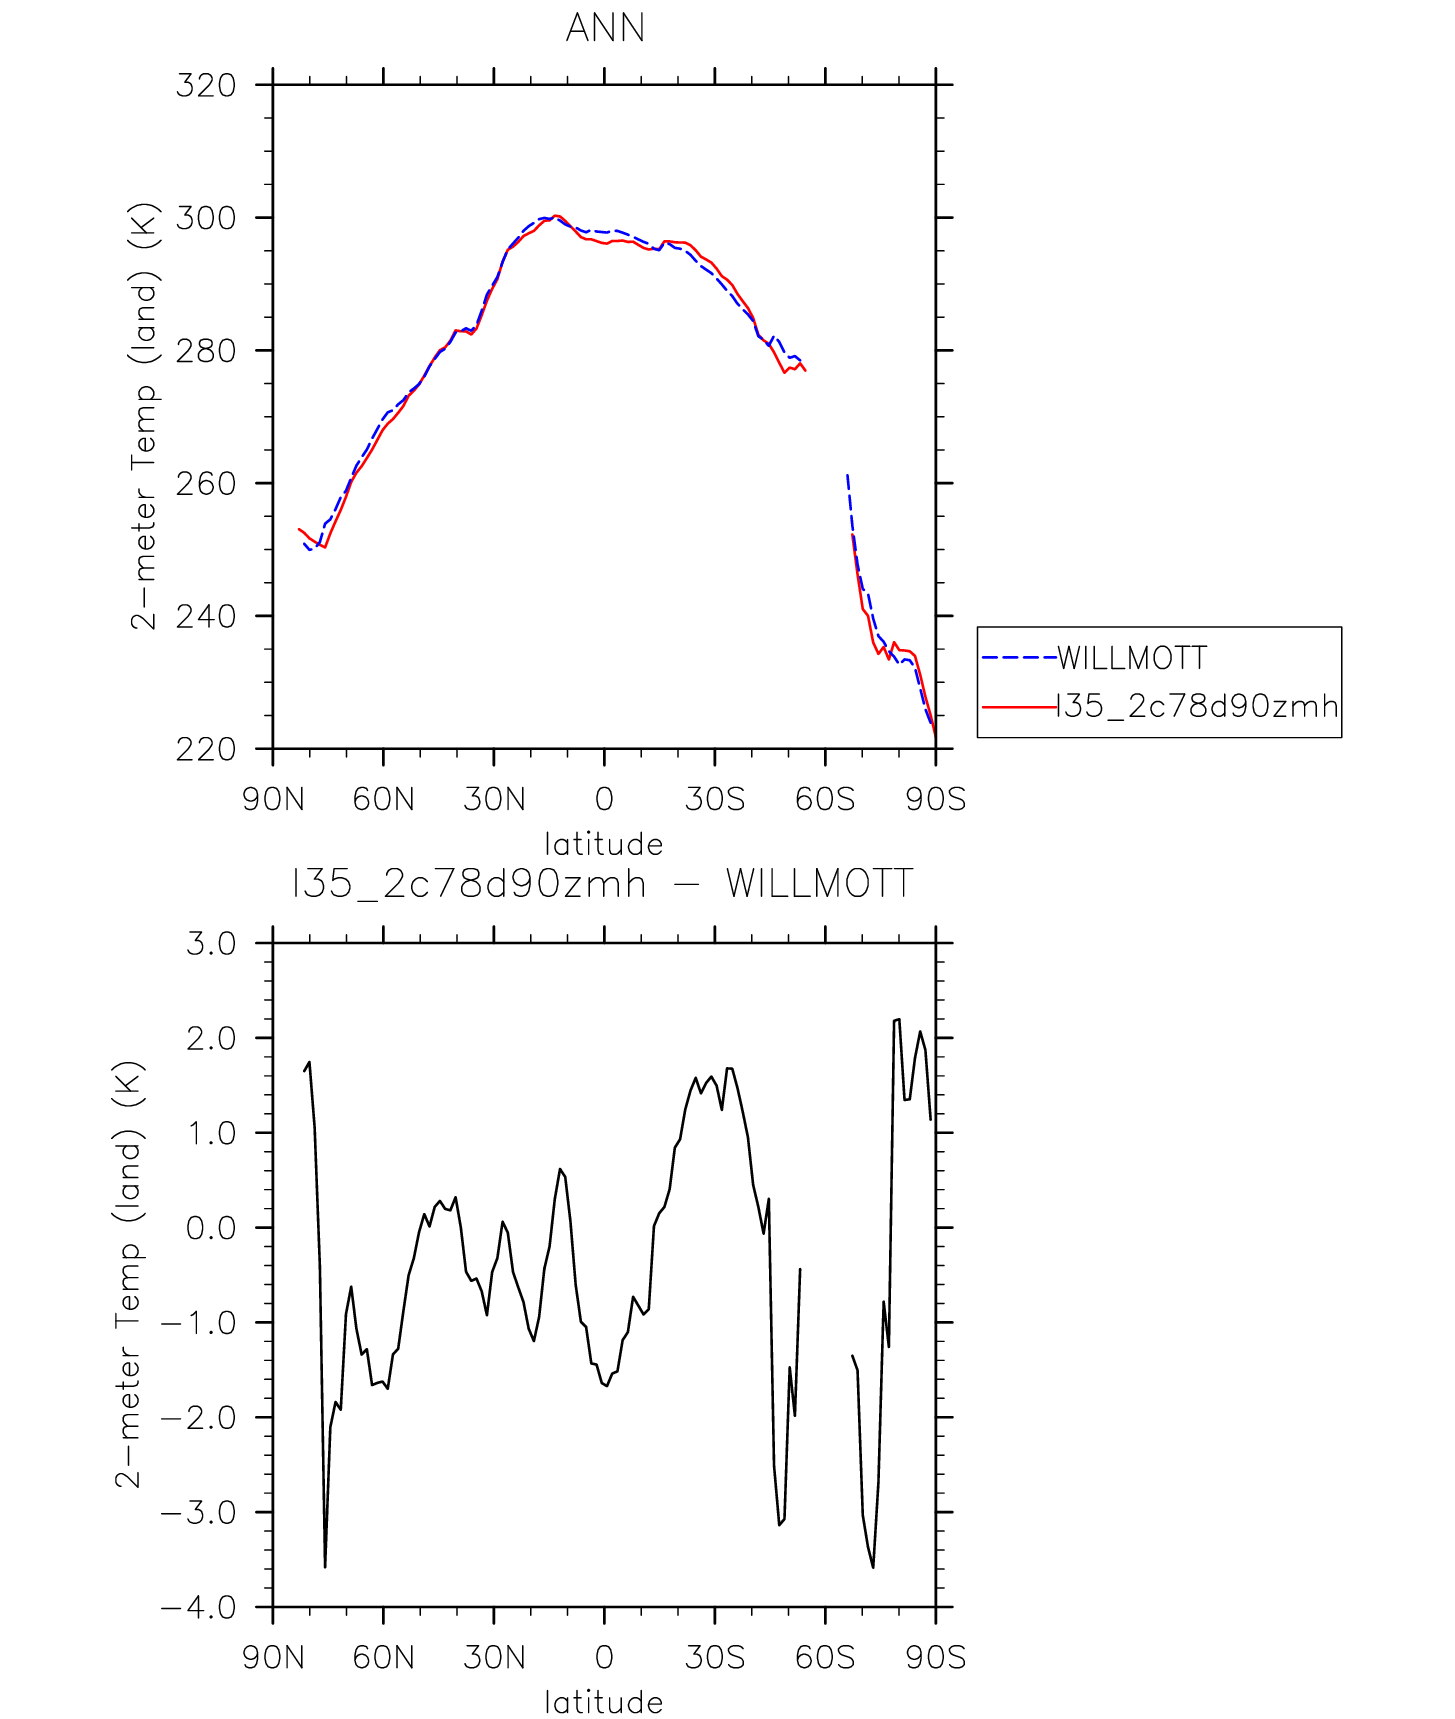 ANN
320
300
280
260
240
220
2-meter Temp (land) (K)
90N 60N 30N 0 30S 60S 90S
latitude
WILLMOTT
I35_2c78d90zmh
I35_2c78d90zmh - WILLMOTT
3.0
2.0
1.0
0.0
-1.0
-2.0
-3.0
-4.0
2-meter Temp (land) (K)
90N 60N 30N 0 30S 60S 90S
latitude